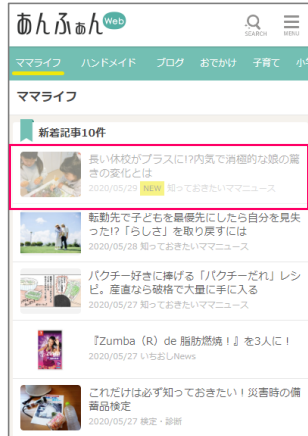 あんふぁんWeb
SEARCH MENU
ママライフ ハンドメイド ブログ おでかけ 子育て 小
ママライフ
新着記事10件
長い休校がプラスに!?内気で消極的な娘の驚
きの変化とは
2020/05/29 NEW 知っておきたいママニュース
転勤先で子どもを最優先にしたら自分を見失
った!?「らしさ」を取り戻すには
2020/05/28 知っておきたいママニュース
パクチー好きに捧げる「パクチーだれ」レシ
ピ。産直なら破格で大量に手に入る
2020/05/27 知っておきたいママニュース
『Zumba（R）de 脂肪燃焼！』を3人に！
2020/05/27 いちおしNews
これだけは必ず知っておきたい！災害時の備
蓄品検定
2020/05/27 検定・診断